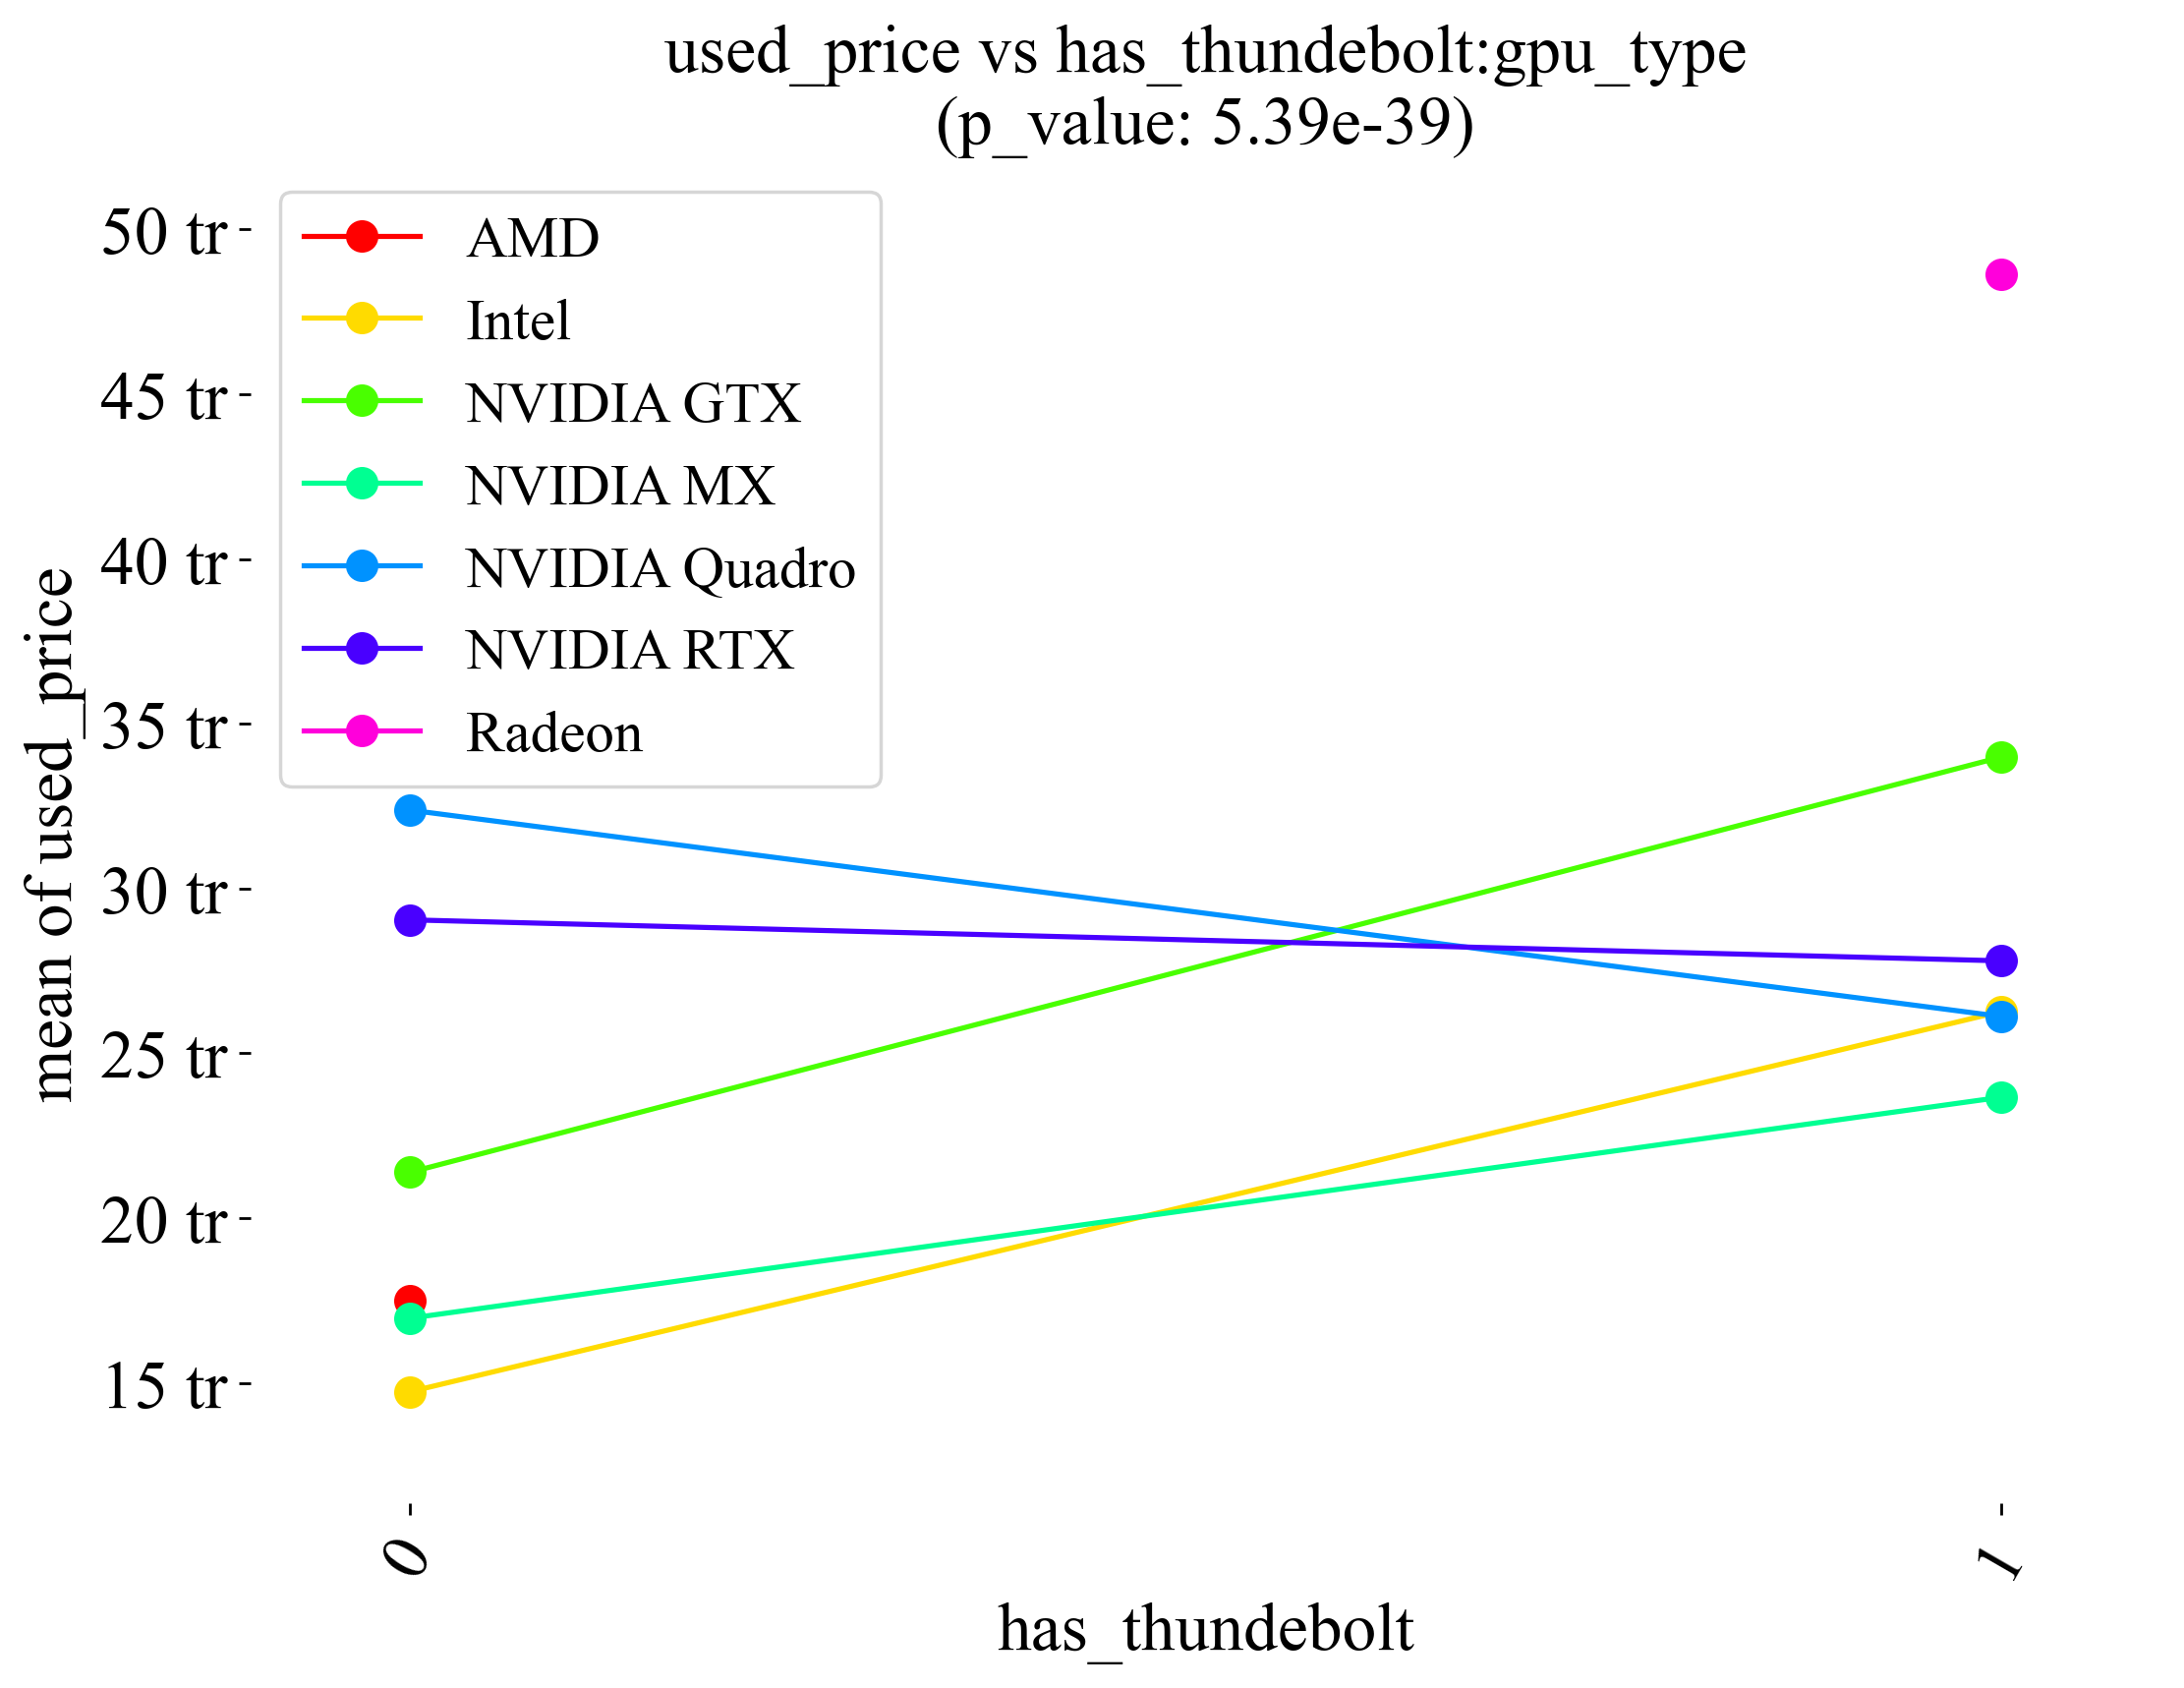 used_price vs has_thundebolt:gpu_type
(p_value: 5.39e-39)
50 tr
45 tr
40 tr
35 tr
30 tr
25 tr
20 tr
15 tr
mean of used_price
AMD
Intel
NVIDIA GTX
NVIDIA MX
NVIDIA Quadro
NVIDIA RTX
Radeon
0
1
has_thundebolt